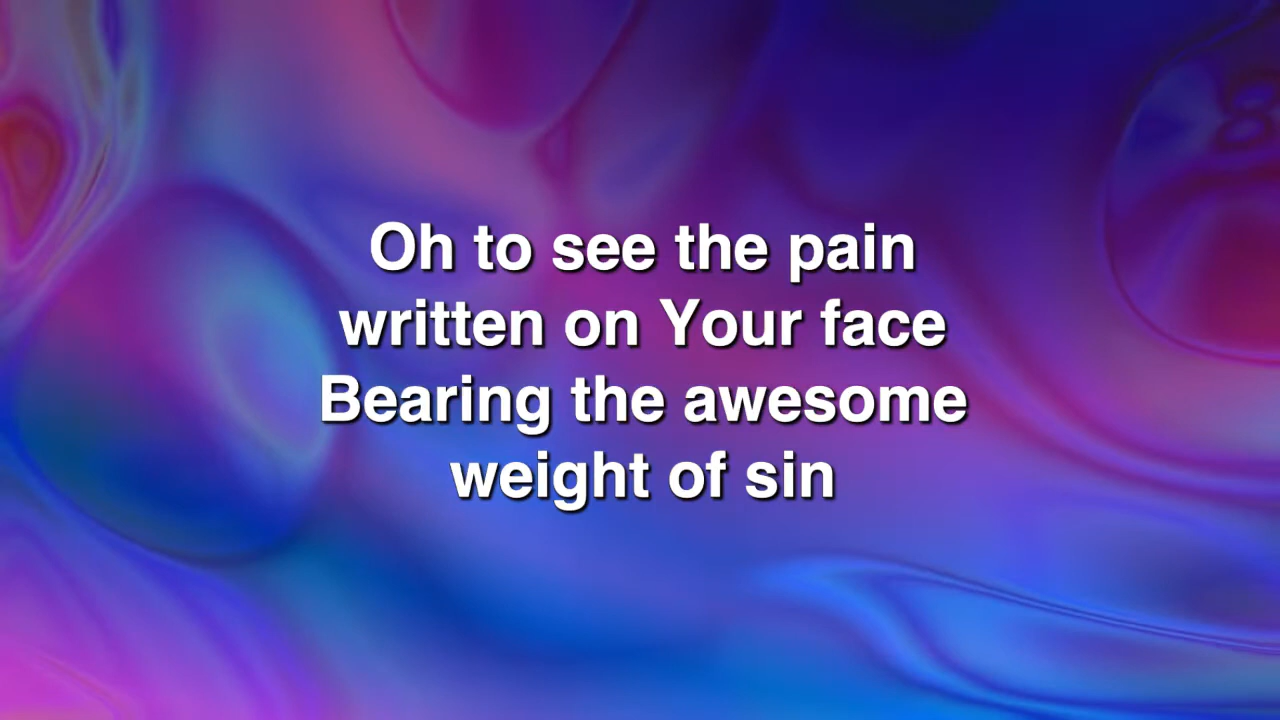 Oh to see the pain
written on Your face
Bearing the awesome
weight of sin